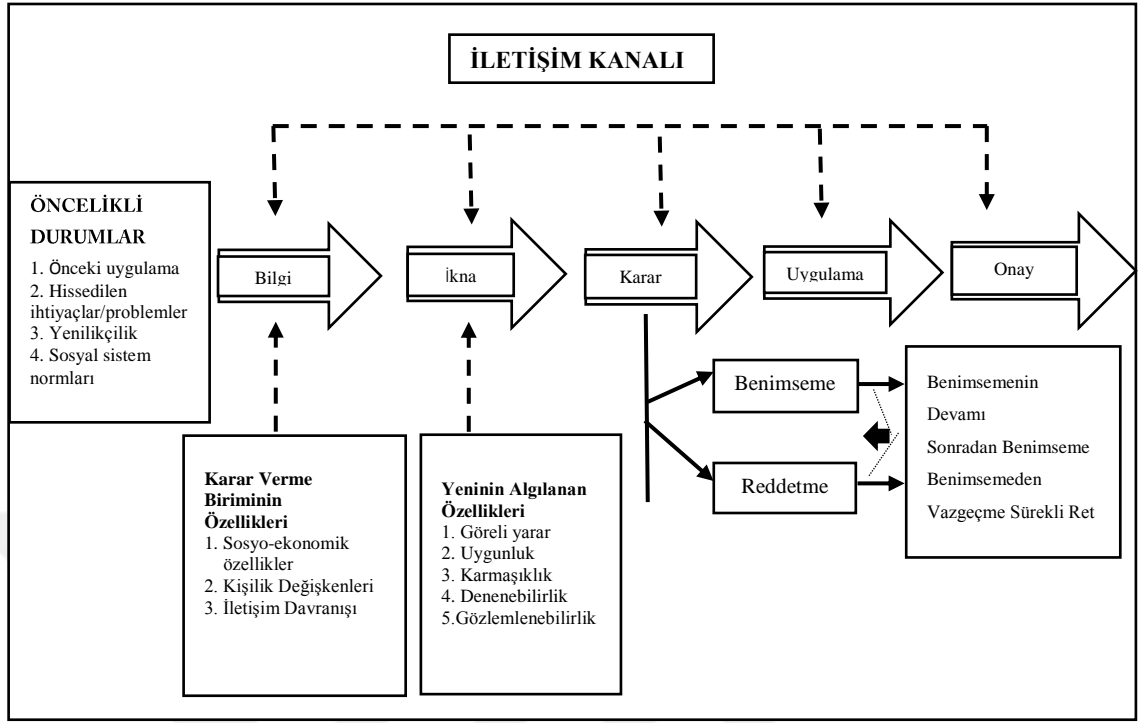 İLETİŞİM KANALI
ÖNCELİKLİ
DURUMLAR
1. Önceki uygulama
2. Hissedilen
ihtiyaçlar/problemler
3. Yenilikçilik
4. Sosyal sistem
normları
Bilgi
İkna
Karar
Uygulama
Onay
Benimseme
Reddetme
Benimsemenin
Devamı
Sonradan Benimseme
Benimsemeden
Vazgeçme Sürekli Ret
Karar Verme
Biriminin
Özellikleri
1. Sosyo-ekonomik
özellikler
2. Kişilik Değişkenleri
3. İletişim Davranışı
Yeninin Algılanan
Özellikleri
1. Göreli yarar
2. Uygunluk
3. Karmaşıklık
4. Denenebilirlik
5.Gözlemlenebilirlik